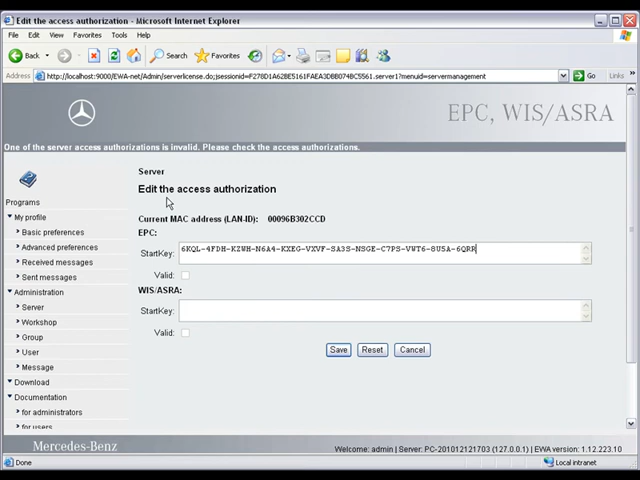 Edit the access authorization - Microsoft Internet Explorer
File Edit View Favorites Tools Help
Back Search Favorites
Address http://localhost:9000/EWA-net/Admin/serverlicense.do;jsessionid=F278D1A62BE5161FAEA3DBB074BC5561.server1?menuid=servermanagement Go Links »
EPC, WIS/ASRA
One of the server access authorizations is invalid. Please check the access authorizations.
Server
Edit the access authorization
Programs
My profile
Basic preferences
Advanced preferences
Received messages
Sent messages
Administration
Server
Workshop
Group
User
Message
Download
Documentation
for administrators
for users
Current MAC address (LAN-ID): 00096B302CCD
EPC:
StartKey: 6KQL-4FDH-KZWH-N6A4-KXEG-VXVF-SA3S-NSGE-C7PS-VWT6-8U5A-6QRR
Valid:
WIS/ASRA:
StartKey:
Valid:
Save Reset Cancel
Mercedes-Benz
Welcome: admin | Server: PC-201012121703 (127.0.0.1) | EWA version: 1.12.223.10
Done Local intranet